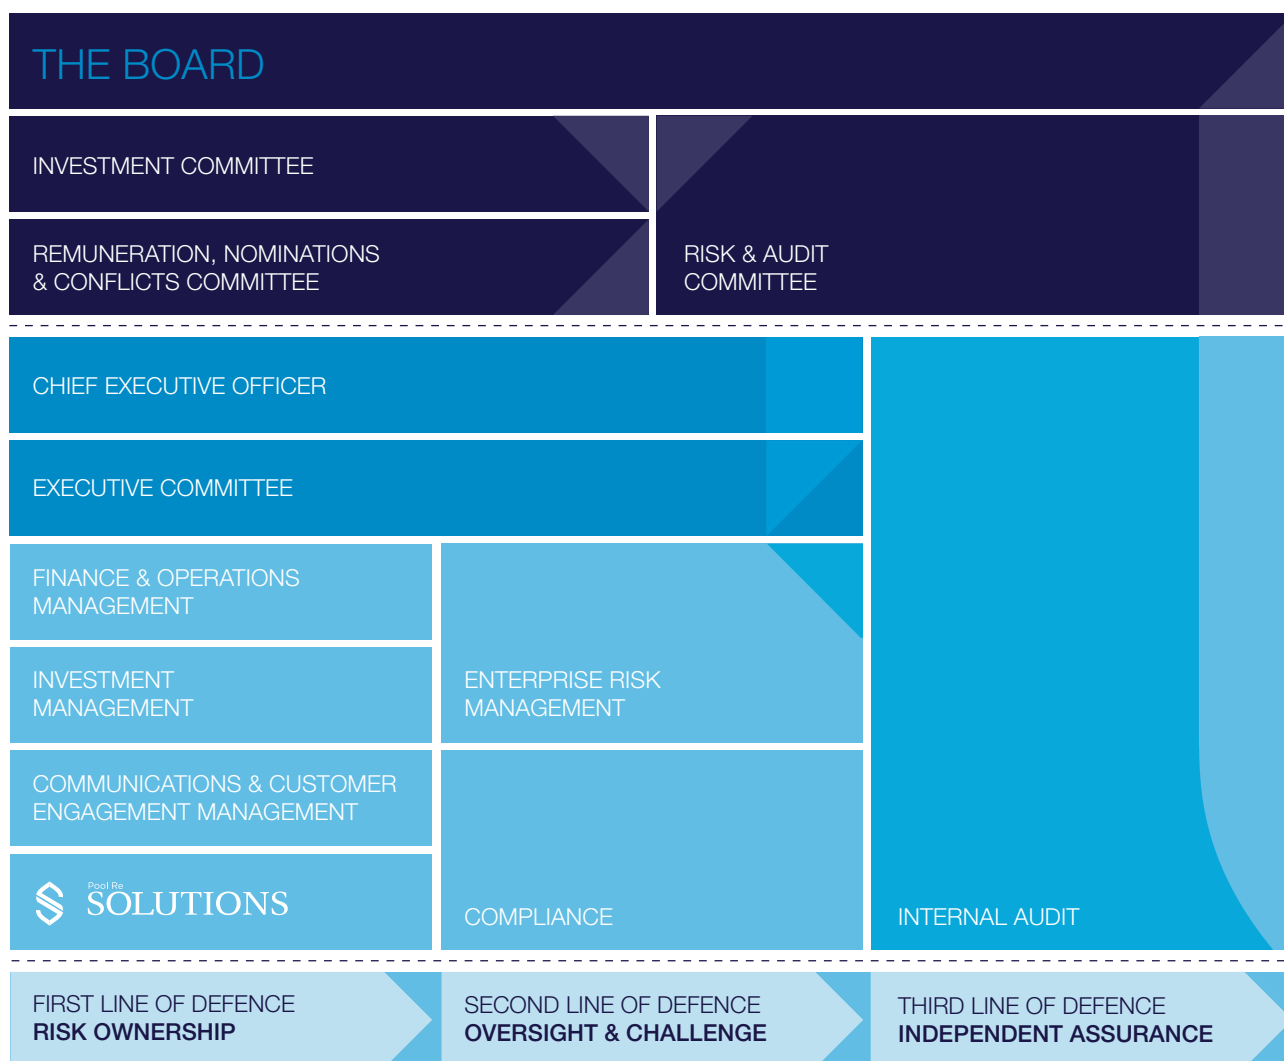 THE BOARD
INVESTMENT COMMITTEE
REMUNERATION, NOMINATIONS
& CONFLICTS COMMITTEE
RISK & AUDIT
COMMITTEE
CHIEF EXECUTIVE OFFICER
EXECUTIVE COMMITTEE
FINANCE & OPERATIONS
MANAGEMENT
INVESTMENT
MANAGEMENT
COMMUNICATIONS & CUSTOMER
ENGAGEMENT MANAGEMENT
Pool Re
SOLUTIONS
ENTERPRISE RISK
MANAGEMENT
COMPLIANCE
INTERNAL AUDIT
FIRST LINE OF DEFENCE
RISK OWNERSHIP
SECOND LINE OF DEFENCE
OVERSIGHT & CHALLENGE
THIRD LINE OF DEFENCE
INDEPENDENT ASSURANCE